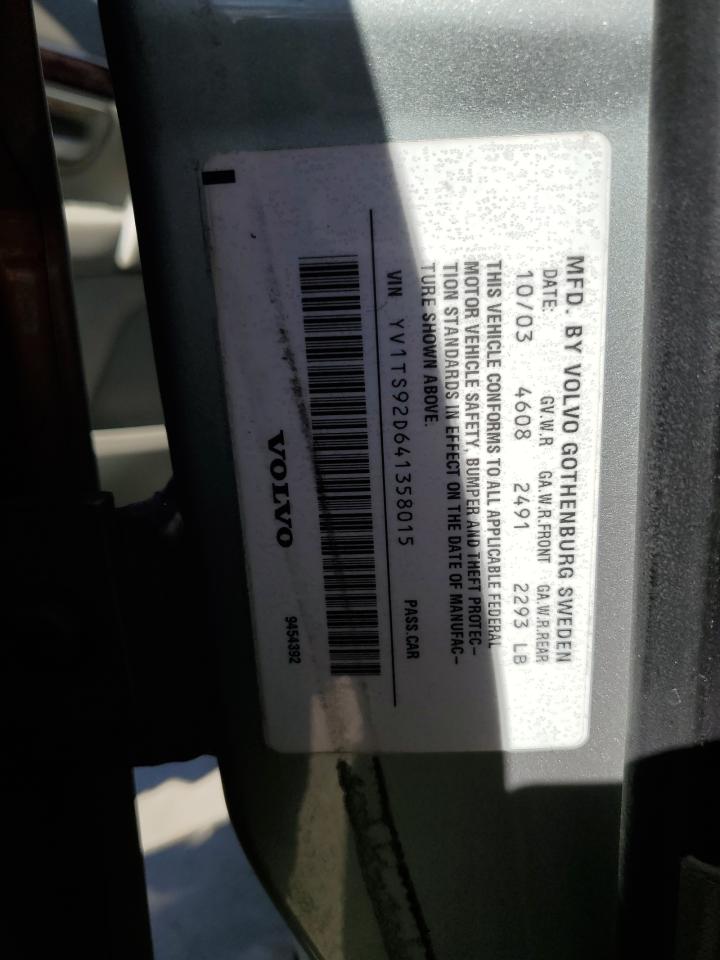 MFD. BY VOLVO GOTHENBURG SWEDEN
DATE: GV.W.R GA.W.R.FRONT GA.W.R.REAR
10/03 4608 2491 2293 LB
THIS VEHICLE CONFORMS TO ALL APPLICABLE FEDERAL
MOTOR VEHICLE SAFETY, BUMPER AND THEFT PROTEC-
TION STANDARDS IN EFFECT ON THE DATE OF MANUFAC-
TURE SHOWN ABOVE.
VIN YV1TS92D641358015 PASS.CAR
VOLVO
9454392